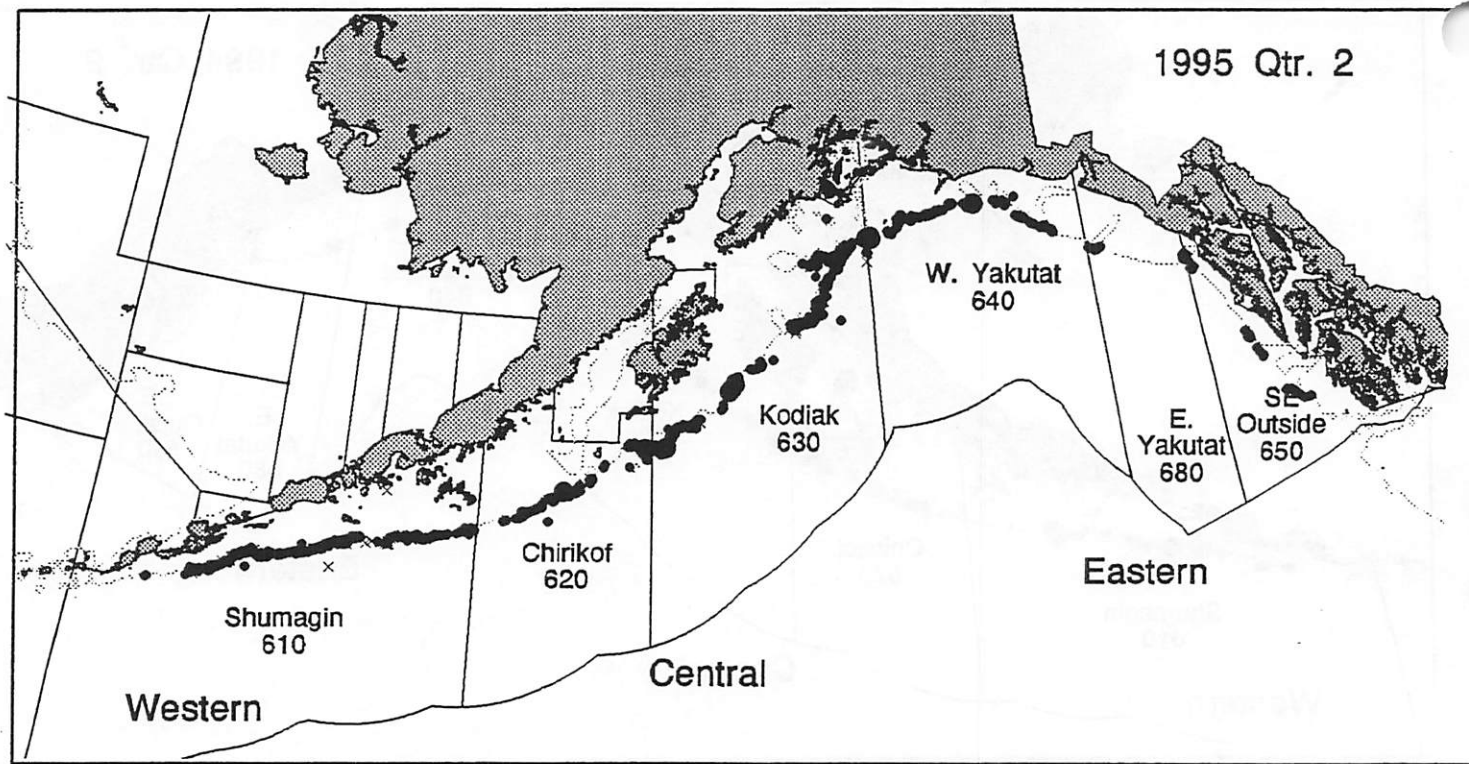 1995 Qtr. 2
W. Yakutat
640
Kodiak
630
E.
Yakutat
680
SE
Outside
650
Chirikof
620
Shumagin
610
Eastern
Central
Western